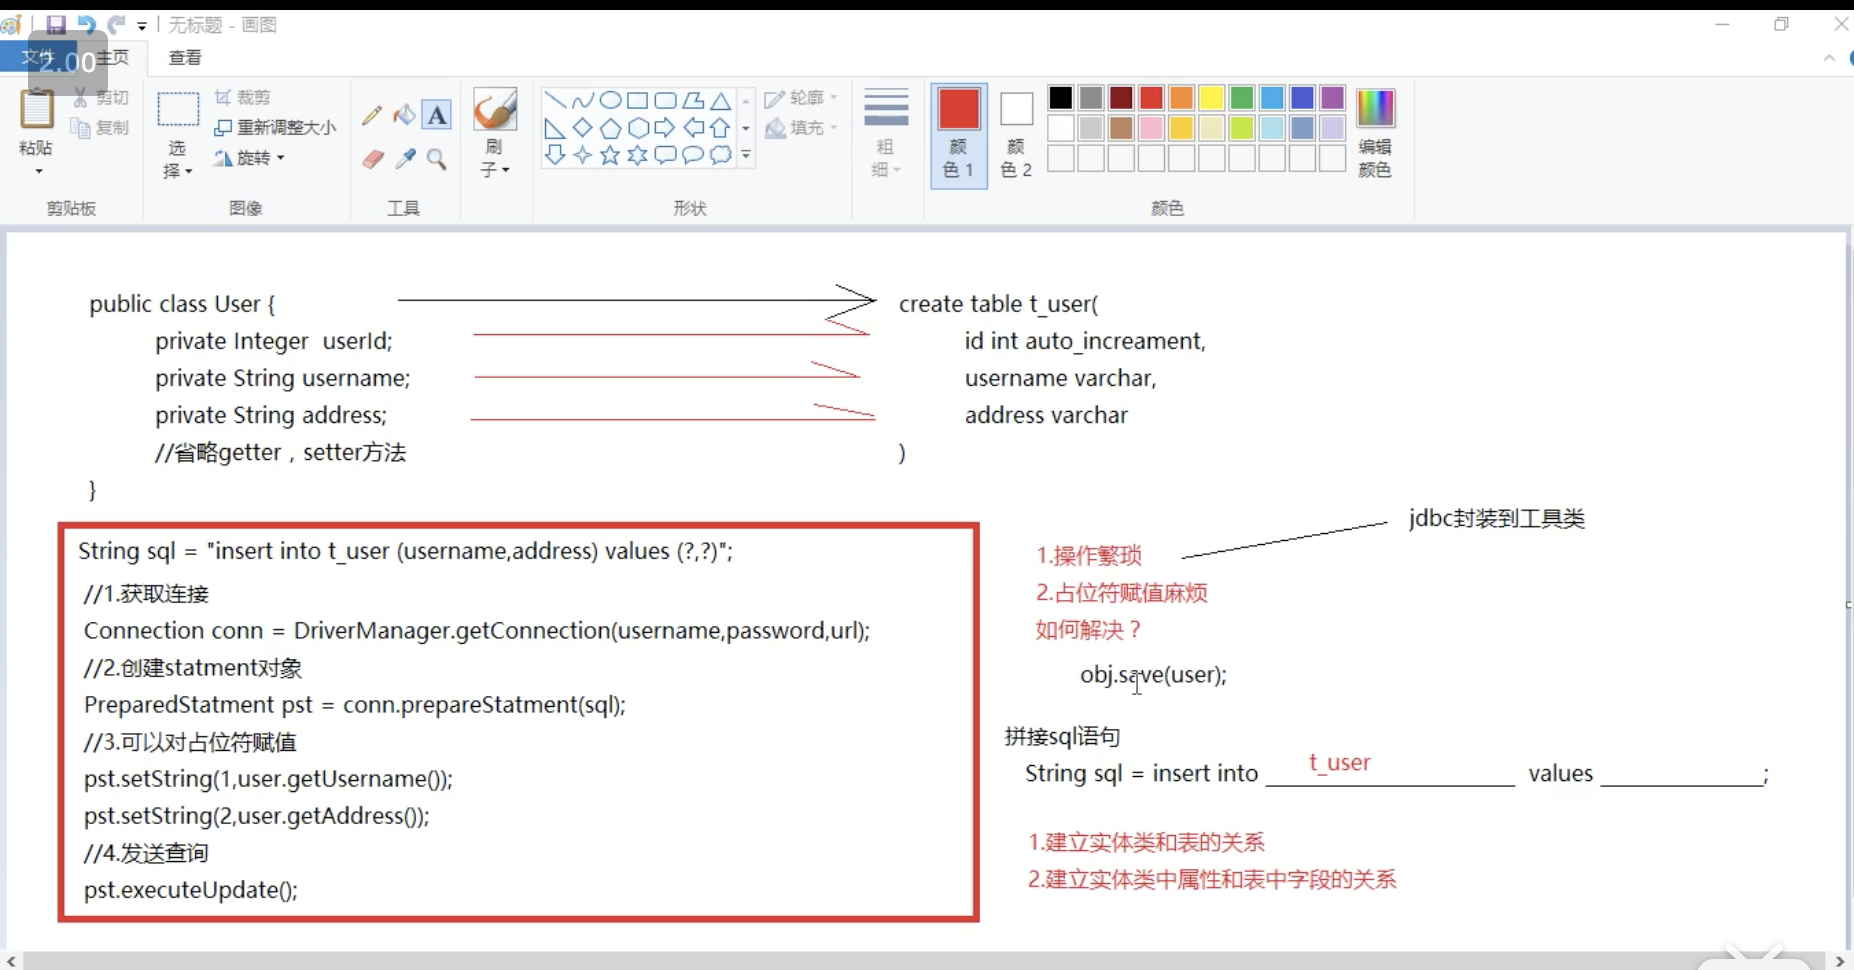 无标题 - 画图
文件 主页 查看
2.00
粘贴
剪切
复制
剪贴板
选择
裁剪
重新调整大小
旋转
图像
A
工具
刷子
轮廓
填充
形状
粗细
颜色 1
颜色 2
编辑颜色
颜色
public class User {
private Integer userId;
private String username;
private String address;
//省略getter，setter方法
}
create table t_user(
id int auto_increament,
username varchar,
address varchar
)
String sql = "insert into t_user (username,address) values (?,?)";
//1.获取连接
Connection conn = DriverManager.getConnection(username,password,url);
//2.创建statment对象
PreparedStatment pst = conn.prepareStatment(sql);
//3.可以对占位符赋值
pst.setString(1,user.getUsername());
pst.setString(2,user.getAddress());
//4.发送查询
pst.executeUpdate();
jdbc封装到工具类
1.操作繁琐
2.占位符赋值麻烦
如何解决？
obj.save(user);
拼接sql语句
String sql = insert into t_user values ;
1.建立实体类和表的关系
2.建立实体类中属性和表中字段的关系